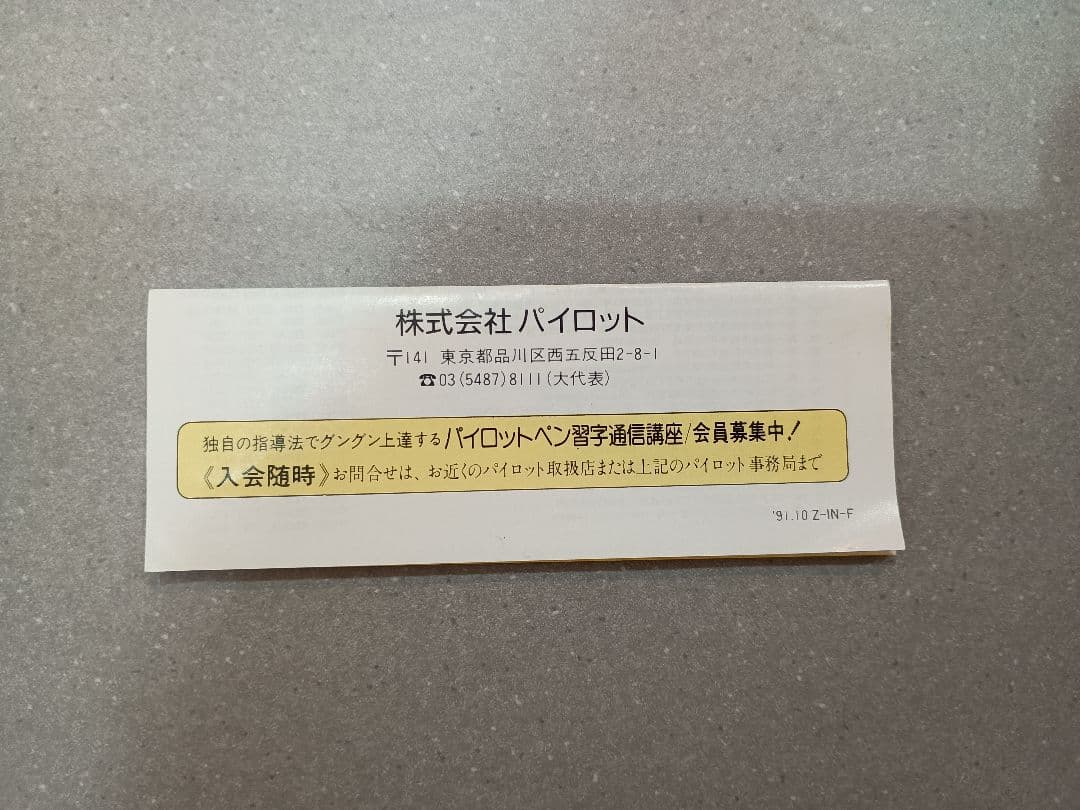 株式会社 パイロット
〒141 東京都品川区西五反田2-8-1
☎03(5487)8111(大代表)
独自の指導法でグングン上達するパイロットペン習字通信講座/会員募集中!
《入会随時》お問合せは、お近くのパイロット取扱店または上記のパイロット事務局まで
'91.10 Z-IN-F